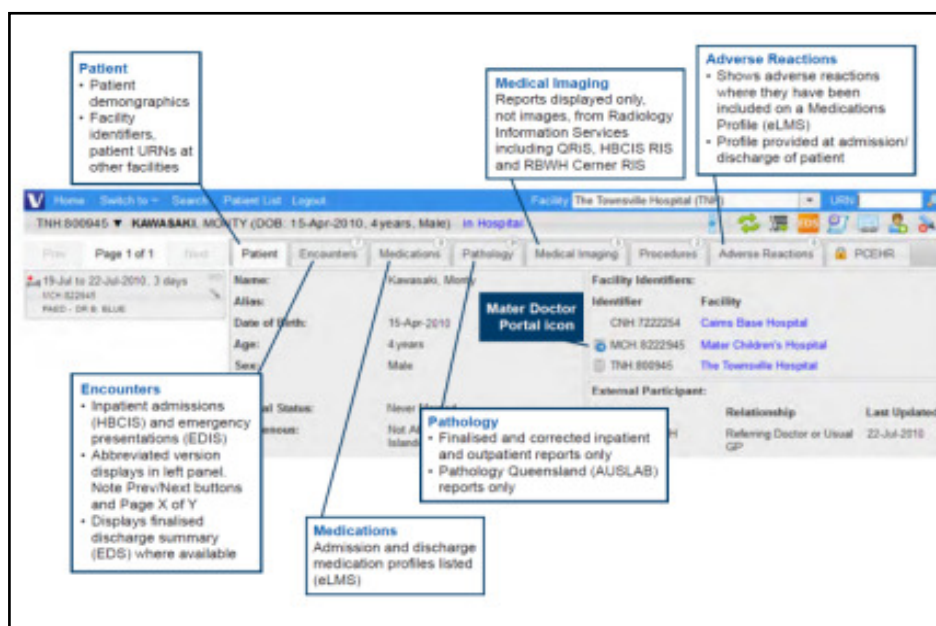 Patient
• Patient
demongraphics
• Facility
identifiers,
patient URNs at
other facilities
Medical Imaging
Reports displayed only,
not images, from Radiology
Information Services
including QRiS, HBCIS RIS
and RBWH Cerner RIS
Adverse Reactions
• Shows adverse reactions
where they have been
included on a Medications
Profile (eLMS)
• Profile provided at admission/
discharge of patient
V Home Switch to Search Patient List Logout Facility The Townsville Hospital (TNH) URN
TNH:800945 ▼ KAWASAKI, MONTY (DOB: 15-Apr-2010, 4 years, Male) In Hospital
Prev Page 1 of 1 Next Patient Encounters Medications Pathology Medical Imaging Procedures Adverse Reactions PCEHR
19-Jul to 22-Jul-2010, 3 days
MCH:822945
PAED - DR B. BLUE
Name: Kawasaki, Monty
Alias:
Date of Birth: 15-Apr-2010
Age: 4 years
Sex: Male
Never
Not
Mater Doctor
Portal icon
Facility Identifiers:
Identifier Facility
CNH:7222254 Cairns Base Hospital
MCH:8222945 Mater Children's Hospital
TNH:800945 The Townsville Hospital
External Participant:
Relationship Last Updated
Referring Doctor or Usual GP 22-Jul-2010
Encounters
• Inpatient admissions
(HBCIS) and emergency
presentations (EDIS)
• Abbreviated version
displays in left panel.
Note Prev/Next buttons
and Page X of Y
• Displays finalised
discharge summary
(EDS) where available
Pathology
• Finalised and corrected inpatient
and outpatient reports only
• Pathology Queensland (AUSLAB)
reports only
Medications
Admission and discharge
medication profiles listed
(eLMS)